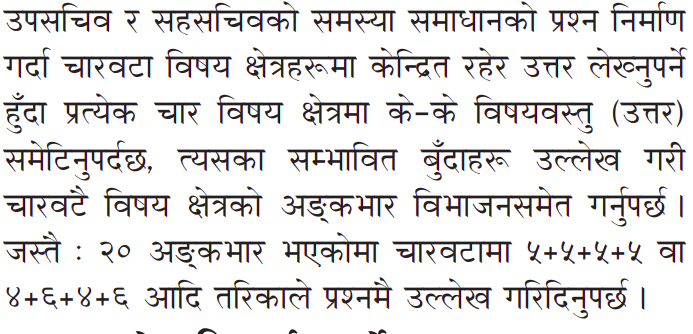 उपसचिव र सहसचिवको समस्या समाधानको प्रश्न निर्माण
गर्दा चारवटा विषय क्षेत्रहरूमा केन्द्रित रहेर उत्तर लेख्नुपर्ने
हुँदा प्रत्येक चार विषय क्षेत्रमा के-के विषयवस्तु (उत्तर)
समेटिनुपर्दछ, त्यसका सम्भावित बुँदाहरू उल्लेख गरी
चारवटै विषय क्षेत्रको अङ्कभार विभाजनसमेत गर्नुपर्छ ।
जस्तै : २० अङ्कभार भएकोमा चारवटामा ५+५+५+५ वा
४+६+४+६ आदि तरिकाले प्रश्नमै उल्लेख गरिदिनुपर्छ ।